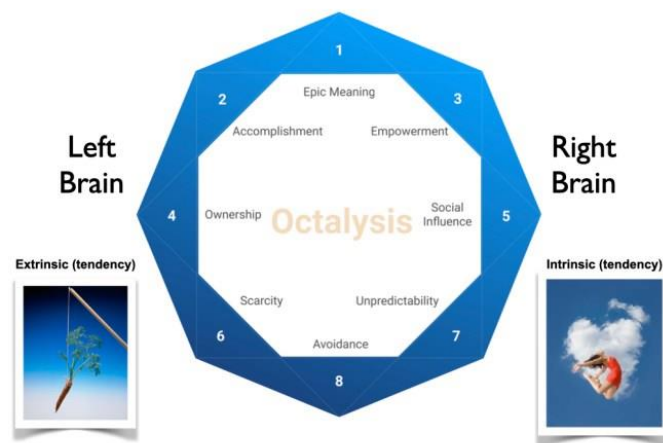 1
Epic Meaning
2
Accomplishment
3
Empowerment
Left
Brain
Right
Brain
4
Ownership
Octalysis
Social
Influence
5
Extrinsic (tendency)
Intrinsic (tendency)
Scarcity
6
Unpredictability
7
Avoidance
8